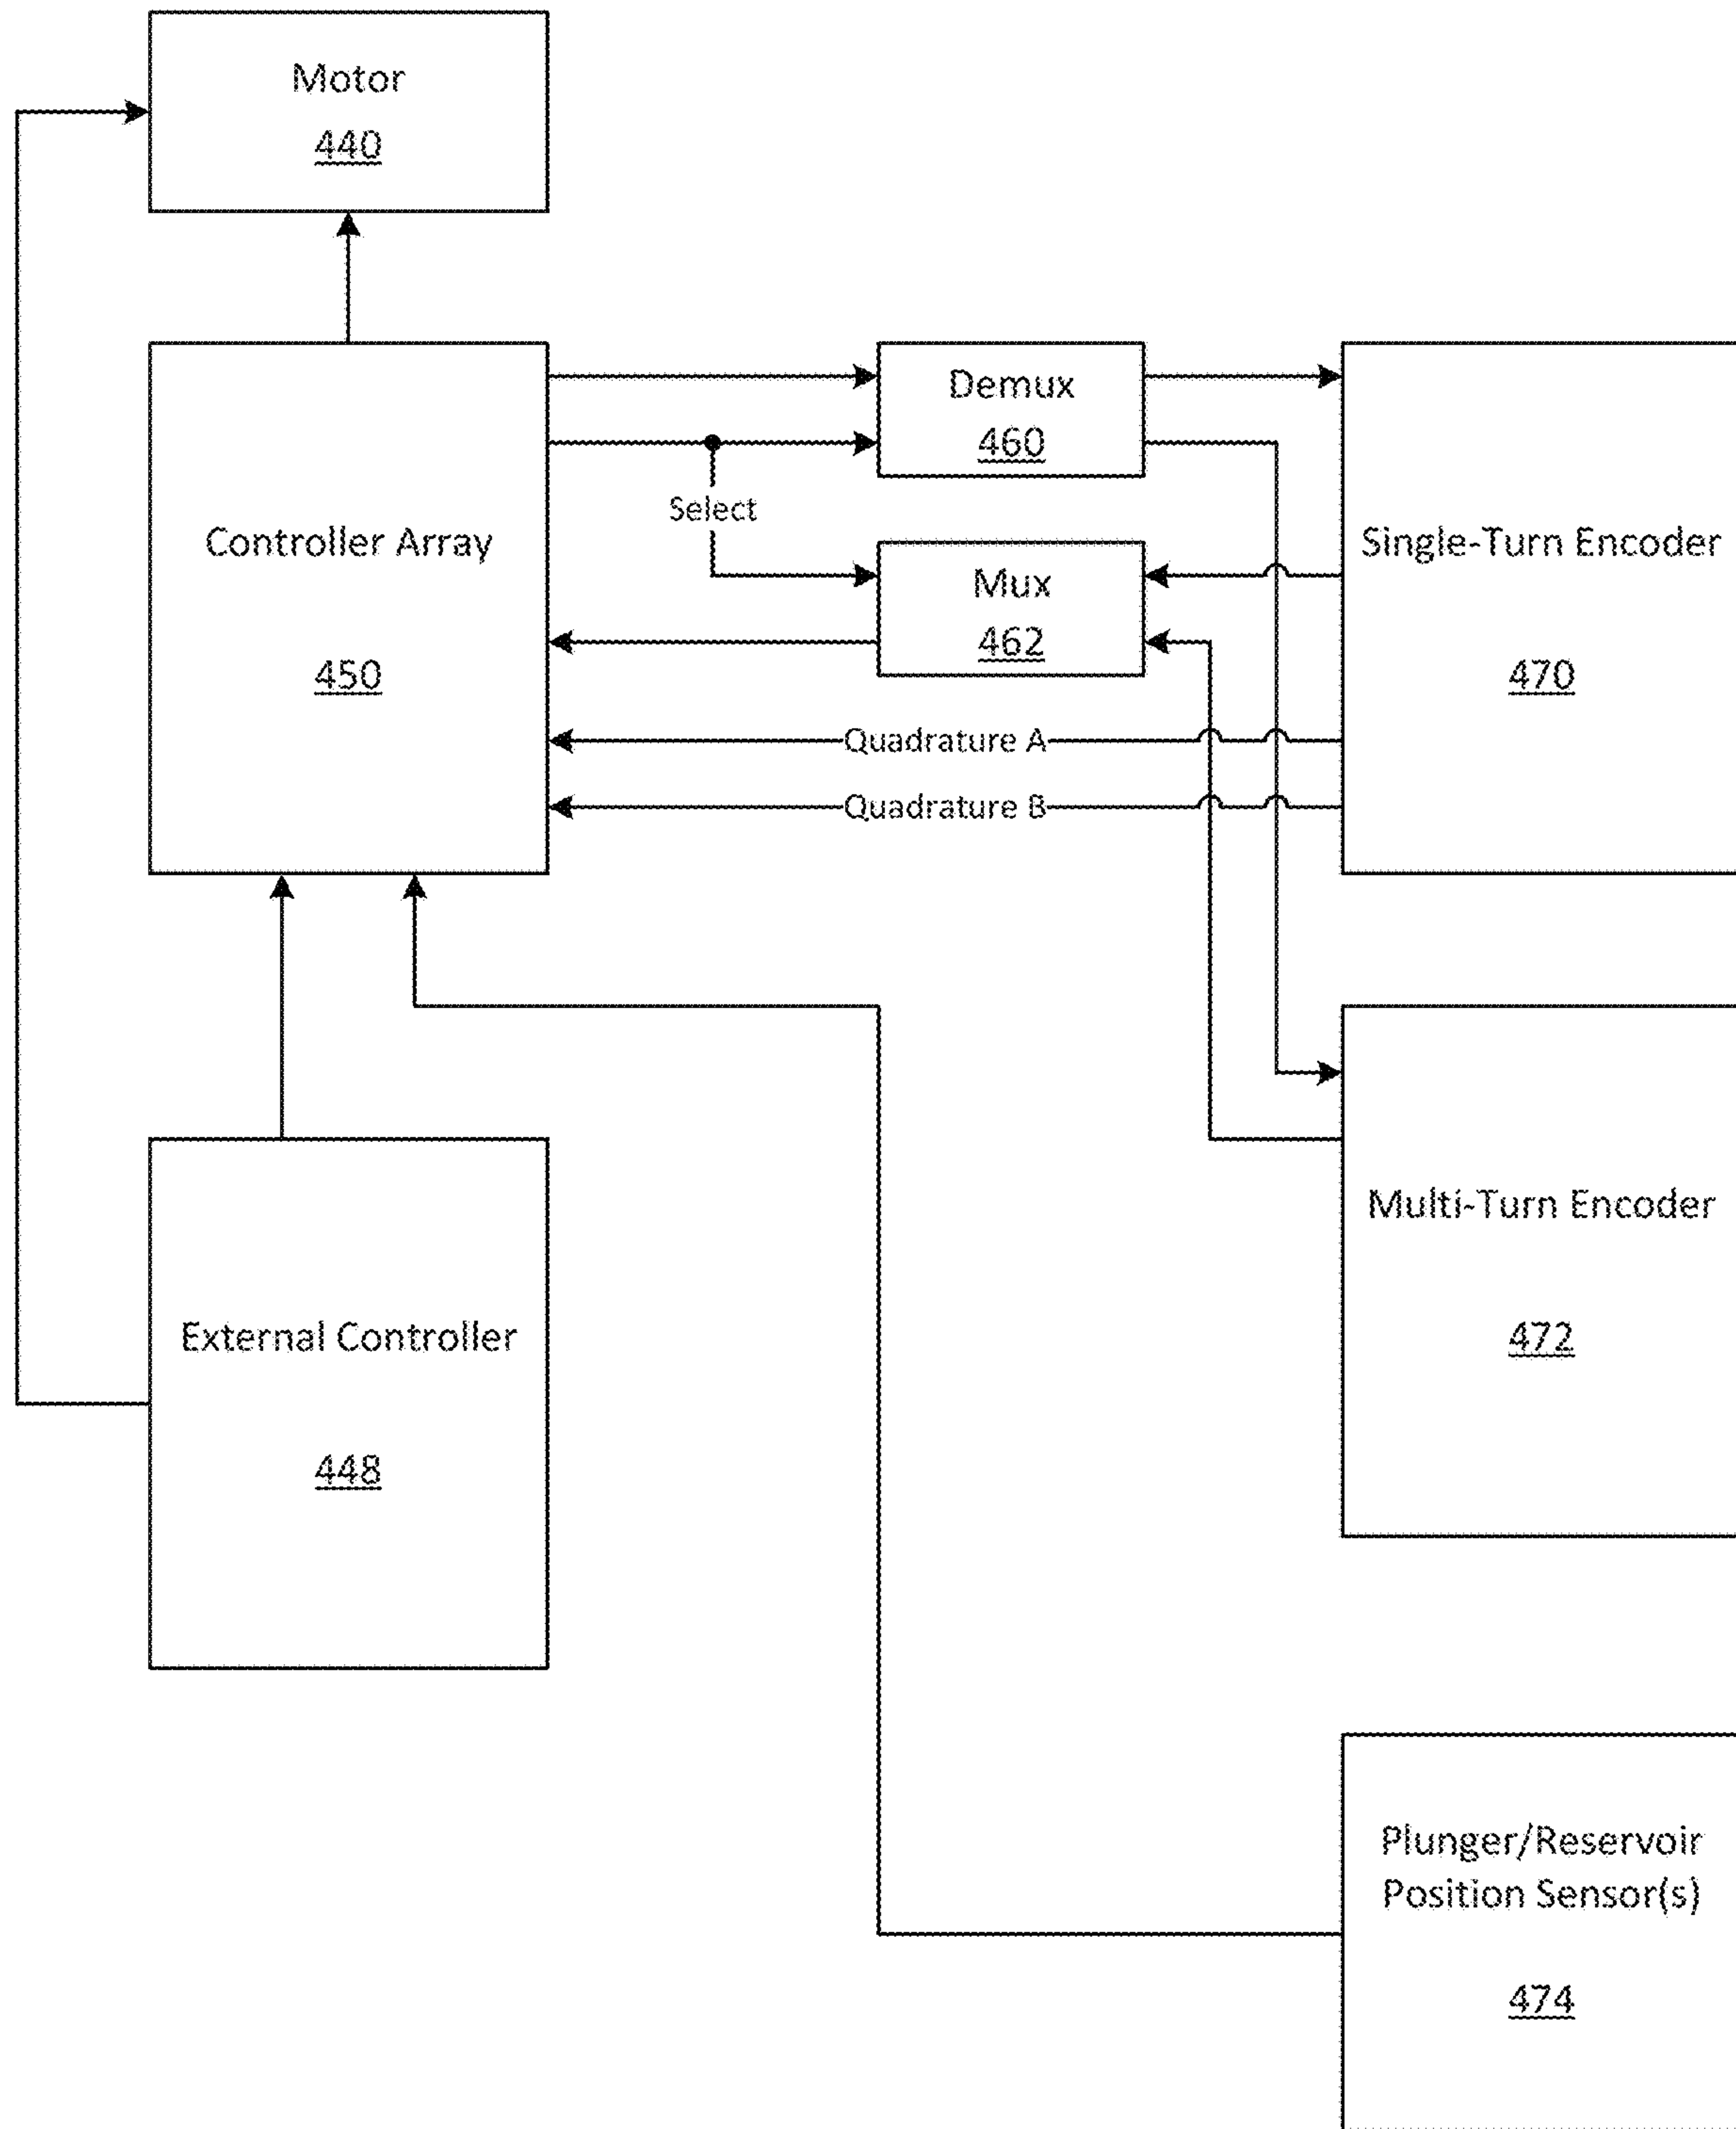 Motor
440
Controller Array
450
Demux
460
Select
Mux
462
Quadrature A
Quadrature B
Single-Turn Encoder
470
External Controller
448
Multi-Turn Encoder
472
Plunger/Reservoir
Position Sensor(s)
474